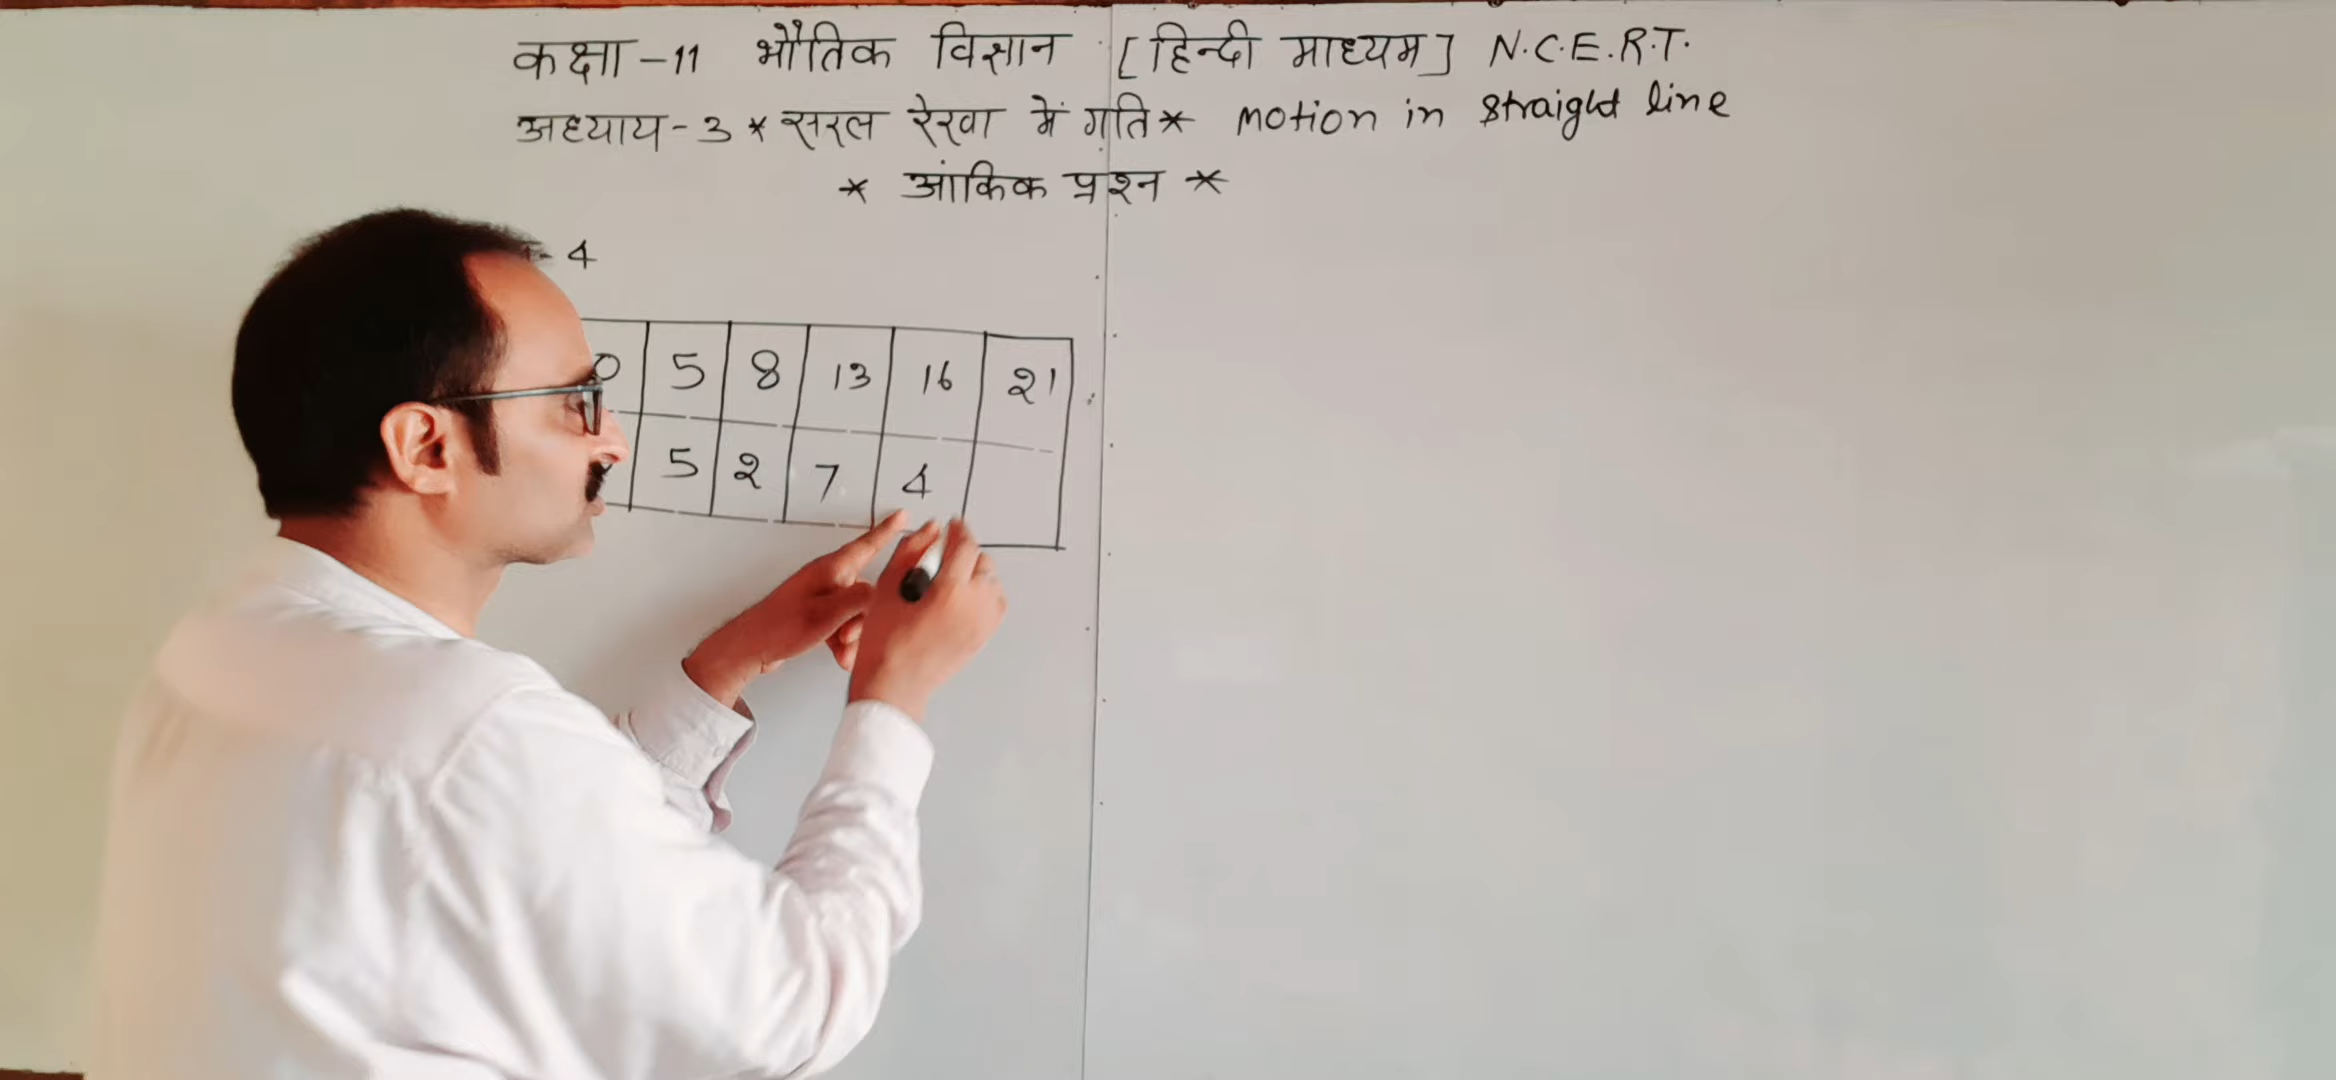 कक्षा - 11 भौतिक विज्ञान [हिन्दी माध्यम] N.C.E.R.T.
अध्याय - 3 * सरल रेखा में गति * motion in straight line
* आंकिक प्रश्न *
- 4
0 5 8 13 16 21
5 2 7 4